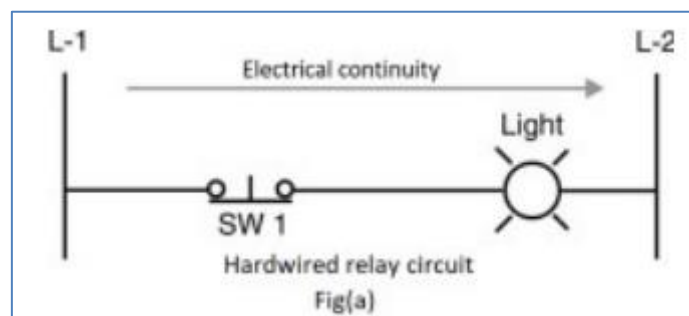 L-1
L-2
Electrical continuity
Light
SW 1
Hardwired relay circuit
Fig(a)